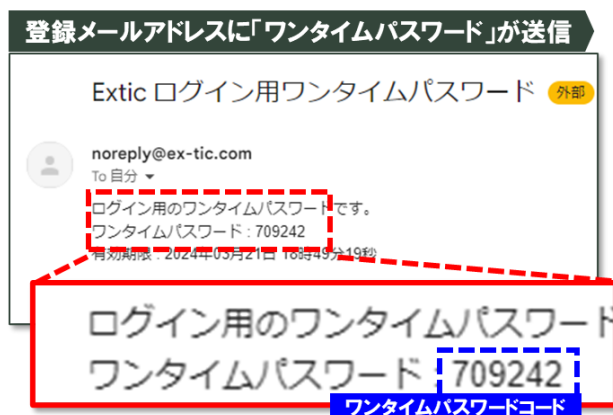 登録メールアドレスに「ワンタイムパスワード」が送信
Extic ログイン用ワンタイムパスワード 外部
noreply@ex-tic.com
To 自分
ログイン用のワンタイムパスワードです。
ワンタイムパスワード : 709242
有効期限 : 2024年03月21日 18時49分19秒
ログイン用のワンタイムパスワード
ワンタイムパスワード : 709242
ワンタイムパスワードコード